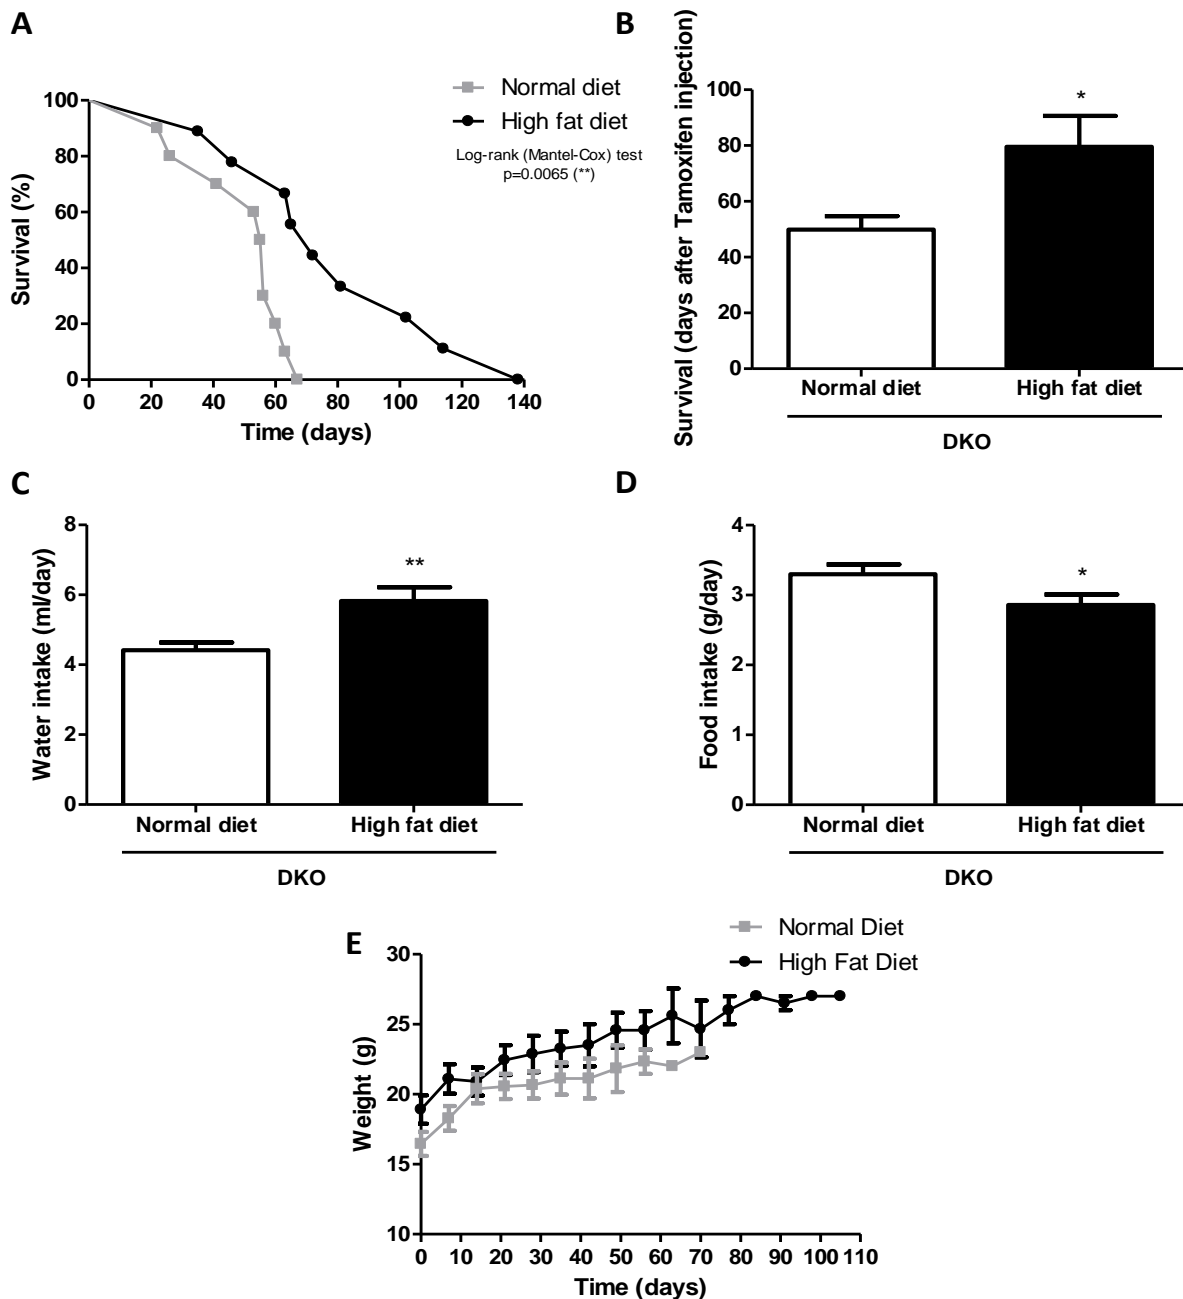 A
Normal diet
High fat diet
Log-rank (Mantel-Cox) test
p=0.0065 (**)
Survival (%)
100
80
60
40
20
0
0 20 40 60 80 100 120 140
Time (days)
B
Survival (days after Tamoxifen injection)
100
80
60
40
20
0
*
Normal diet High fat diet
DKO
C
Water intake (ml/day)
8
6
4
2
0
**
Normal diet High fat diet
DKO
D
Food intake (g/day)
4
3
2
1
0
*
Normal diet High fat diet
DKO
E
Normal Diet
High Fat Diet
Weight (g)
30
25
20
15
10
0 10 20 30 40 50 60 70 80 90 100 110
Time (days)